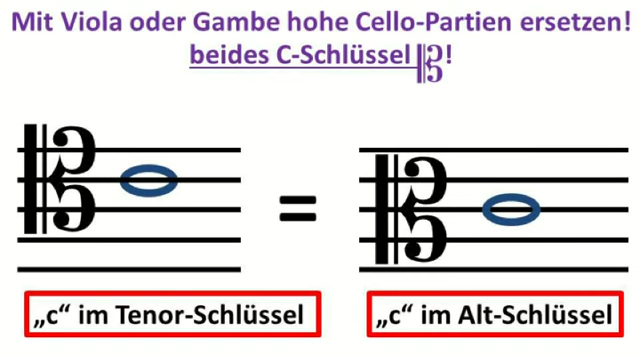 Mit Viola oder Gambe hohe Cello-Partien ersetzen!
beides C-Schlüssel !
=
„c“ im Tenor-Schlüssel
„c“ im Alt-Schlüssel